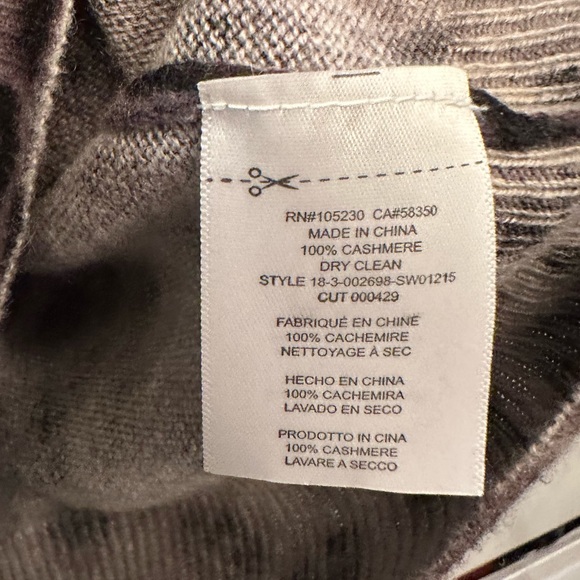 RN#105230 CA#58350
MADE IN CHINA
100% CASHMERE
DRY CLEAN
STYLE 18-3-002698-SW01215
CUT 000429
FABRIQUÉ EN CHINE
100% CACHEMIRE
NETTOYAGE À SEC
HECHO EN CHINA
100% CACHEMIRA
LAVADO EN SECO
PRODOTTO IN CINA
100% CASHMERE
LAVARE A SECCO